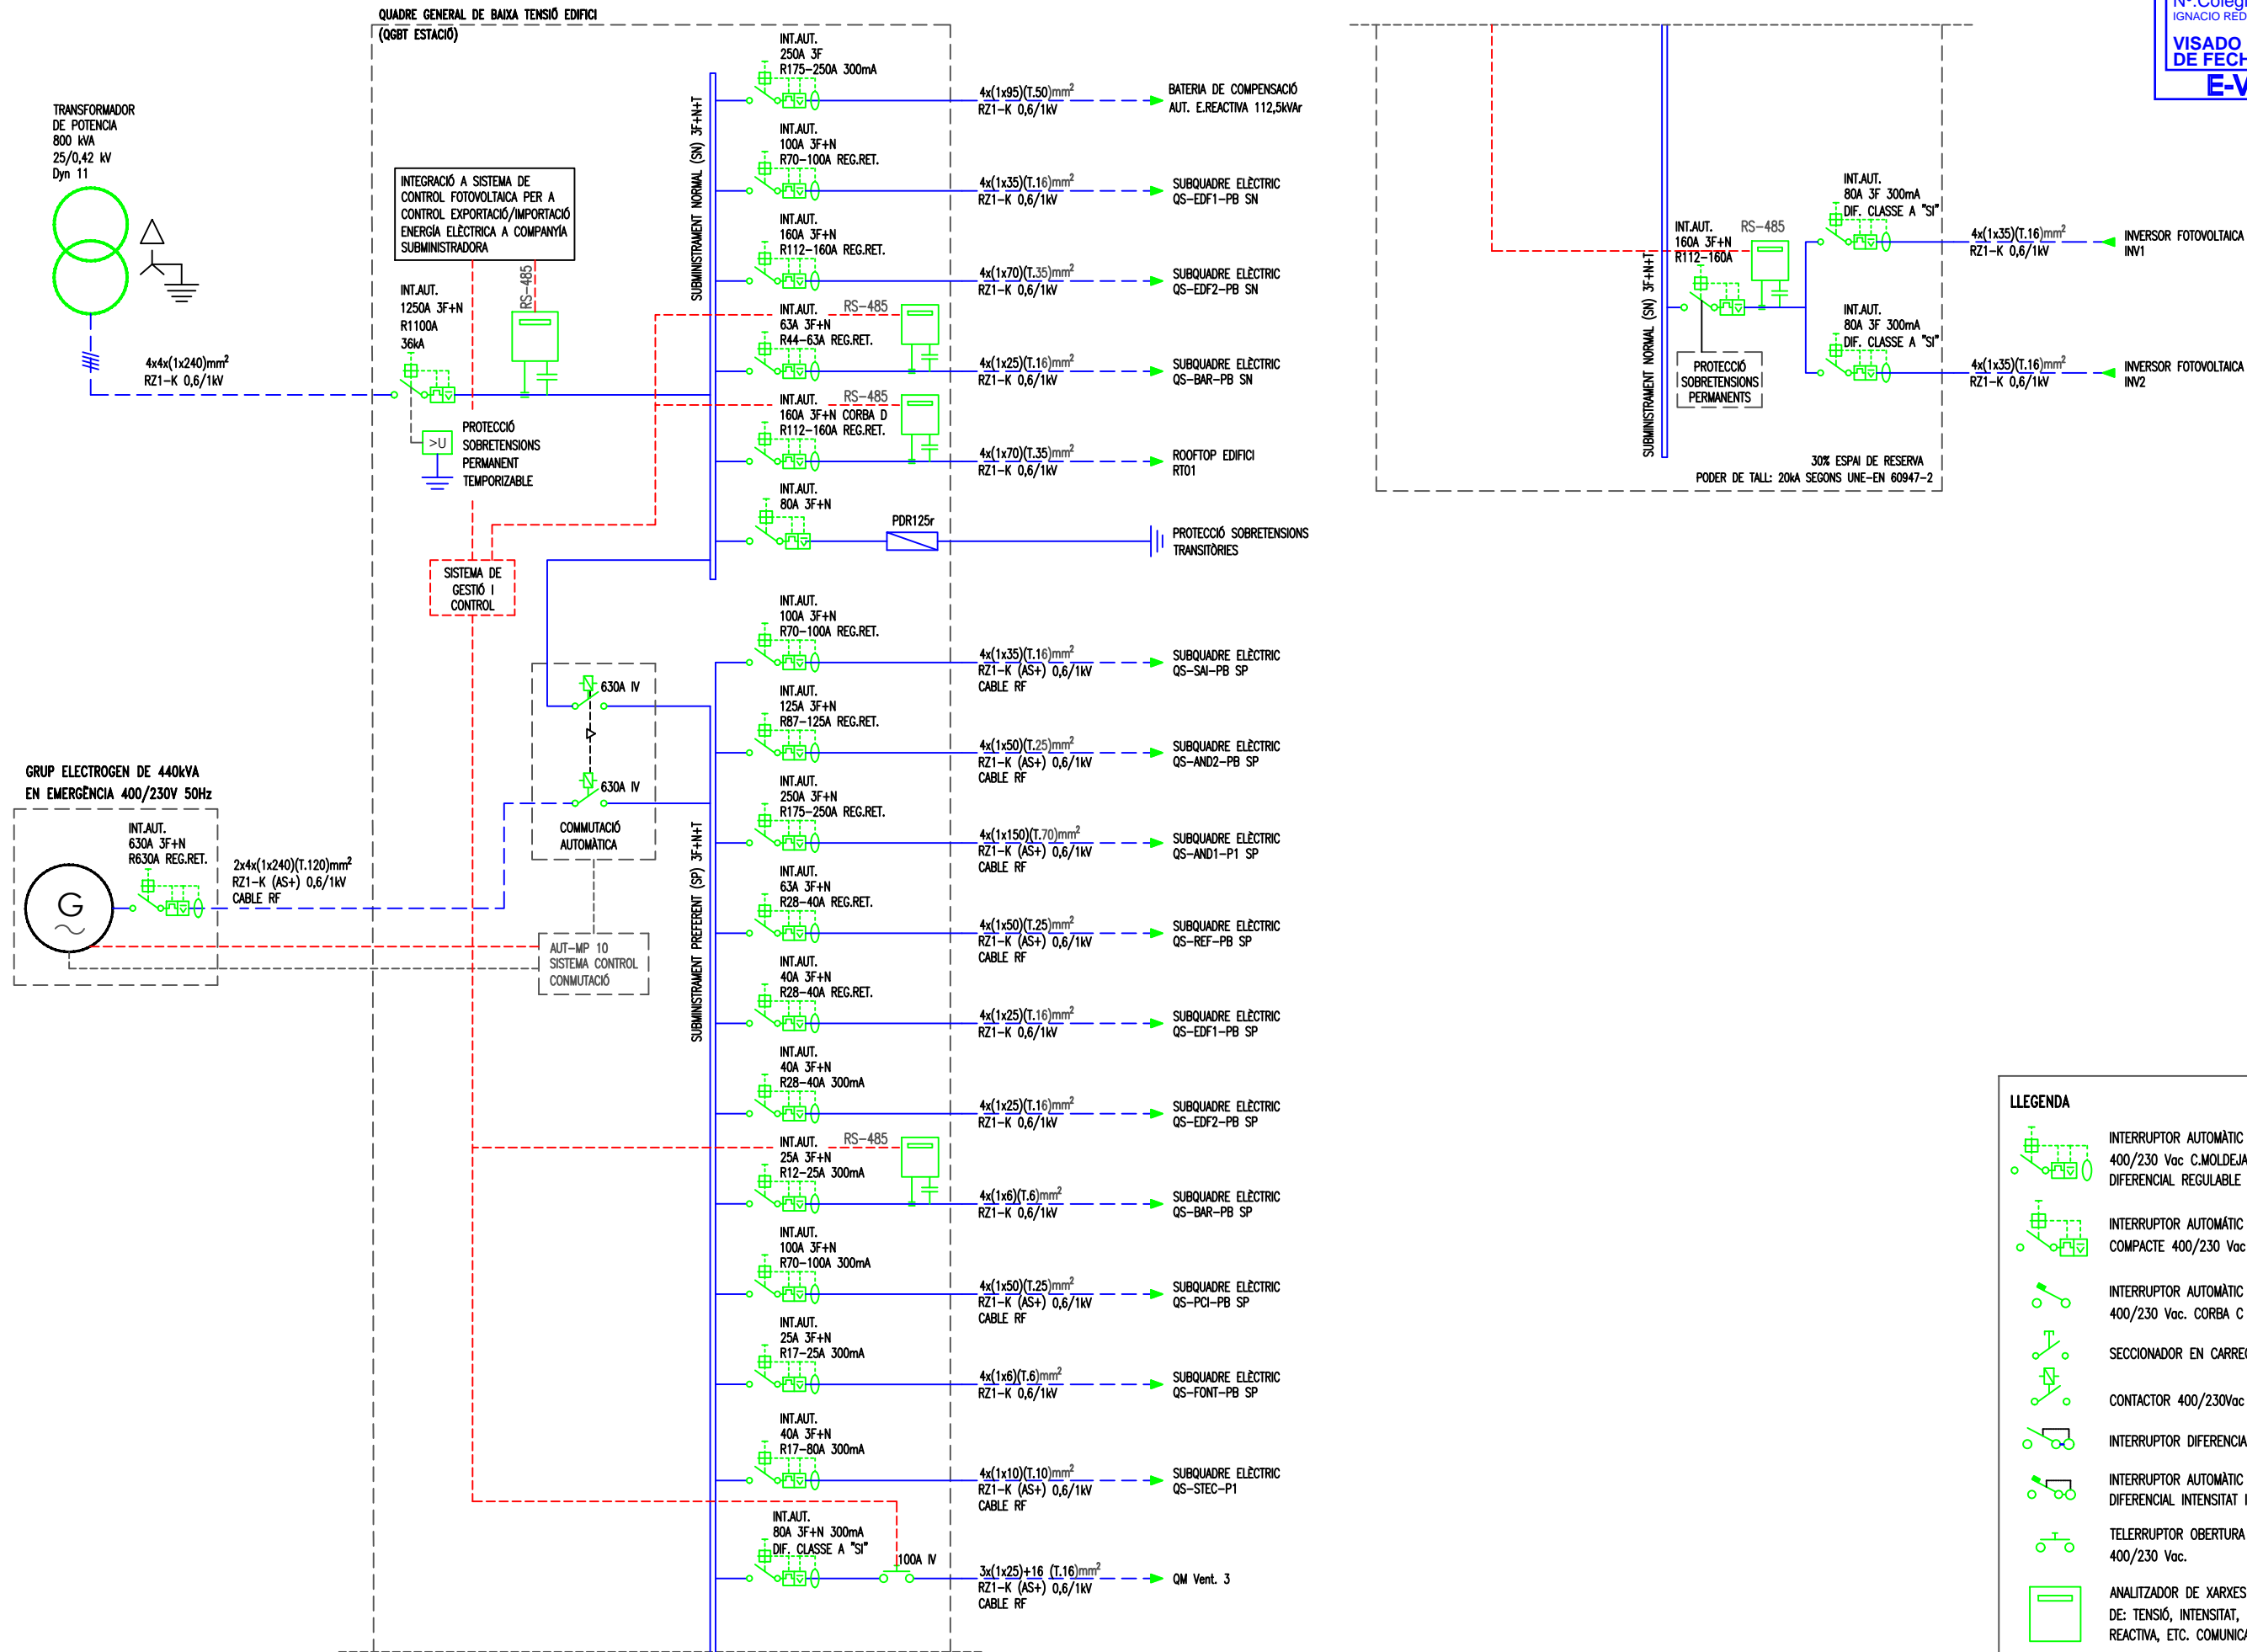 QUADRE GENERAL DE BAIXA TENSIÓ EDIFICI
(QGBT ESTACIÓ)
TRANSFORMADOR
DE POTENCIA
800 kVA
25/0,42 kV
Dyn 11
4x4x(1x240)mm²
RZ1-K 0,6/1kV
INTEGRACIÓ A SISTEMA DE
CONTROL FOTOVOLTAICA PER A
CONTROL EXPORTACIÓ/IMPORTACIÓ
ENERGÍA ELÈCTRICA A COMPANYÍA
SUBMINISTRADORA
RS-485
INT.AUT.
1250A 3F+N
R1100A
36kA
>U
PROTECCIÓ
SOBRETENSIONS
PERMANENT
TEMPORIZABLE
SISTEMA DE
GESTIÓ I
CONTROL
SUBMINISTRAMENT NORMAL (SN) 3F+N+T
INT.AUT.
250A 3F
R175-250A 300mA
4x(1x95)(T.50)mm²
RZ1-K 0,6/1kV
BATERIA DE COMPENSACIÓ
AUT. E.REACTIVA 112,5kVAr
INT.AUT.
100A 3F+N
R70-100A REG.RET.
4x(1x35)(T.16)mm²
RZ1-K 0,6/1kV
SUBQUADRE ELÈCTRIC
QS-EDF1-PB SN
INT.AUT.
160A 3F+N
R112-160A REG.RET.
4x(1x70)(T.35)mm²
RZ1-K 0,6/1kV
SUBQUADRE ELÈCTRIC
QS-EDF2-PB SN
INT.AUT.
63A 3F+N
R44-63A REG.RET.
RS-485
4x(1x25)(T.16)mm²
RZ1-K 0,6/1kV
SUBQUADRE ELÈCTRIC
QS-BAR-PB SN
INT.AUT.
160A 3F+N CORBA D
R112-160A REG.RET.
RS-485
4x(1x70)(T.35)mm²
RZ1-K 0,6/1kV
ROOFTOP EDIFICI
RT01
INT.AUT.
80A 3F+N
PDR125r
PROTECCIÓ SOBRETENSIONS
TRANSITÒRIES
630A IV
630A IV
COMMUTACIÓ
AUTOMÀTICA
GRUP ELECTROGEN DE 440kVA
EN EMERGÈNCIA 400/230V 50Hz
INT.AUT.
630A 3F+N
R630A REG.RET.
G
2x4x(1x240)(T.120)mm²
RZ1-K (AS+) 0,6/1kV
CABLE RF
AUT-MP 10
SISTEMA CONTROL
CONMUTACIÓ
SUBMINISTRAMENT PREFERENT (SP) 3F+N+T
INT.AUT.
100A 3F+N
R70-100A REG.RET.
4x(1x35)(T.16)mm²
RZ1-K (AS+) 0,6/1kV
CABLE RF
SUBQUADRE ELÈCTRIC
QS-SAI-PB SP
INT.AUT.
125A 3F+N
R87-125A REG.RET.
4x(1x50)(T.25)mm²
RZ1-K (AS+) 0,6/1kV
CABLE RF
SUBQUADRE ELÈCTRIC
QS-AND2-PB SP
INT.AUT.
250A 3F+N
R175-250A REG.RET.
4x(1x150)(T.70)mm²
RZ1-K (AS+) 0,6/1kV
CABLE RF
SUBQUADRE ELÈCTRIC
QS-AND1-P1 SP
INT.AUT.
63A 3F+N
R28-40A REG.RET.
4x(1x50)(T.25)mm²
RZ1-K (AS+) 0,6/1kV
CABLE RF
SUBQUADRE ELÈCTRIC
QS-REF-PB SP
INT.AUT.
40A 3F+N
R28-40A REG.RET.
4x(1x25)(T.16)mm²
RZ1-K 0,6/1kV
SUBQUADRE ELÈCTRIC
QS-EDF1-PB SP
INT.AUT.
40A 3F+N
R28-40A 300mA
4x(1x25)(T.16)mm²
RZ1-K 0,6/1kV
SUBQUADRE ELÈCTRIC
QS-EDF2-PB SP
INT.AUT.
25A 3F+N
R12-25A 300mA
RS-485
4x(1x6)(T.6)mm²
RZ1-K 0,6/1kV
SUBQUADRE ELÈCTRIC
QS-BAR-PB SP
INT.AUT.
100A 3F+N
R70-100A 300mA
4x(1x50)(T.25)mm²
RZ1-K (AS+) 0,6/1kV
CABLE RF
SUBQUADRE ELÈCTRIC
QS-PCI-PB SP
INT.AUT.
25A 3F+N
R17-25A 300mA
4x(1x6)(T.6)mm²
RZ1-K 0,6/1kV
SUBQUADRE ELÈCTRIC
QS-FONT-PB SP
INT.AUT.
40A 3F+N
R17-80A 300mA
4x(1x10)(T.10)mm²
RZ1-K (AS+) 0,6/1kV
CABLE RF
SUBQUADRE ELÈCTRIC
QS-STEC-P1
INT.AUT.
80A 3F+N 300mA
DIF. CLASSE A "SI"
100A IV
3x(1x25)+16 (T.16)mm²
RZ1-K (AS+) 0,6/1kV
CABLE RF
QM Vent. 3
SUBMINISTRAMENT NORMAL (SN) 3F+N+T
INT.AUT.
160A 3F+N
R112-160A
RS-485
PROTECCIÓ
SOBRETENSIONS
PERMANENTS
INT.AUT.
80A 3F 300mA
DIF. CLASSE A "SI"
4x(1x35)(T.16)mm²
RZ1-K 0,6/1kV
INVERSOR FOTOVOLTAICA
INV1
INT.AUT.
80A 3F 300mA
DIF. CLASSE A "SI"
4x(1x35)(T.16)mm²
RZ1-K 0,6/1kV
INVERSOR FOTOVOLTAICA
INV2
30% ESPAI DE RESERVA
PODER DE TALL: 20kA SEGONS UNE-EN 60947-2
IGNACIO RED
VISADO
DE FECH
E-V
LLEGENDA
INTERRUPTOR AUTOMÀTIC
400/230 Vac C.MOLDEJA
DIFERENCIAL REGULABLE
INTERRUPTOR AUTOMÁTIC
COMPACTE 400/230 Vac
INTERRUPTOR AUTOMÀTIC
400/230 Vac. CORBA C
SECCIONADOR EN CARREG
CONTACTOR 400/230Vac
INTERRUPTOR DIFERENCIA
INTERRUPTOR AUTOMÀTIC
DIFERENCIAL INTENSITAT
TELERRUPTOR OBERTURA
400/230 Vac.
ANALITZADOR DE XARXES
DE: TENSIÓ, INTENSITAT,
REACTIVA, ETC. COMUNICA